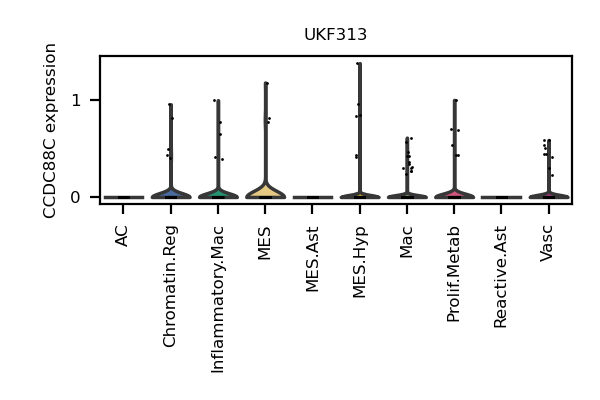 UKF313
CCDC88C expression
1
0
AC
Chromatin.Reg
Inflammatory.Mac
MES
MES.Ast
MES.Hyp
Mac
Prolif.Metab
Reactive.Ast
Vasc